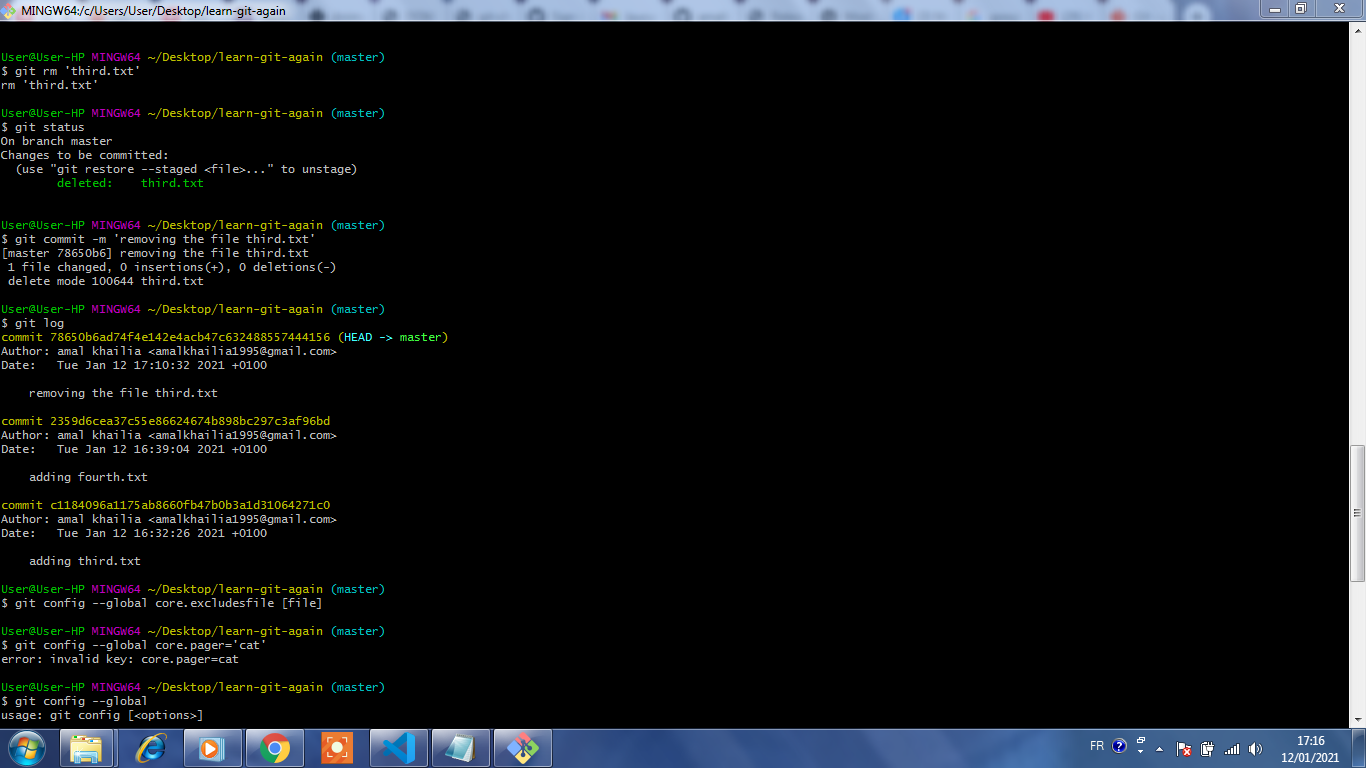 MINGW64:/c/Users/User/Desktop/learn-git-again
User@User-HP MINGW64 ~/Desktop/learn-git-again (master)
$ git rm 'third.txt'
rm 'third.txt'
User@User-HP MINGW64 ~/Desktop/learn-git-again (master)
$ git status
On branch master
Changes to be committed:
  (use "git restore --staged <file>..." to unstage)
        deleted:    third.txt
User@User-HP MINGW64 ~/Desktop/learn-git-again (master)
$ git commit -m 'removing the file third.txt'
[master 78650b6] removing the file third.txt
 1 file changed, 0 insertions(+), 0 deletions(-)
 delete mode 100644 third.txt
User@User-HP MINGW64 ~/Desktop/learn-git-again (master)
$ git log
commit 78650b6ad74f4e142e4acb47c632488557444156 (HEAD -> master)
Author: amal khailia <amalkhailia1995@gmail.com>
Date:   Tue Jan 12 17:10:32 2021 +0100
    removing the file third.txt
commit 2359d6cea37c55e86624674b898bc297c3af96bd
Author: amal khailia <amalkhailia1995@gmail.com>
Date:   Tue Jan 12 16:39:04 2021 +0100
    adding fourth.txt
commit c1184096a1175ab8660fb47b0b3a1d31064271c0
Author: amal khailia <amalkhailia1995@gmail.com>
Date:   Tue Jan 12 16:32:26 2021 +0100
    adding third.txt
User@User-HP MINGW64 ~/Desktop/learn-git-again (master)
$ git config --global core.excludesfile [file]
User@User-HP MINGW64 ~/Desktop/learn-git-again (master)
$ git config --global core.pager='cat'
error: invalid key: core.pager=cat
User@User-HP MINGW64 ~/Desktop/learn-git-again (master)
$ git config --global
usage: git config [<options>]
FR
17:16
12/01/2021